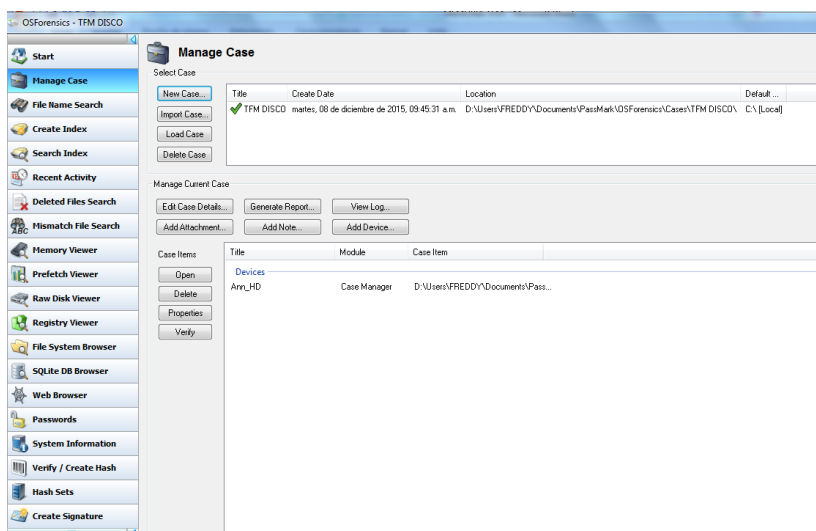 OSForensics - TFM DISCO
Start
Manage Case
File Name Search
Create Index
Search Index
Recent Activity
Deleted Files Search
Mismatch File Search
Memory Viewer
Prefetch Viewer
Raw Disk Viewer
Registry Viewer
File System Browser
SQLite DB Browser
Web Browser
Passwords
System Information
Verify / Create Hash
Hash Sets
Create Signature
Manage Case
Select Case
New Case...
Import Case...
Load Case
Delete Case
Title Create Date Location Default ...
TFM DISCO martes, 08 de diciembre de 2015, 09:45:31 a.m. D:\Users\FREDDY\Documents\PassMark\OSForensics\Cases\TFM DISCO\ C:\ [Local]
Manage Current Case
Edit Case Details... Generate Report... View Log...
Add Attachment... Add Note... Add Device...
Case Items
Open
Delete
Properties
Verify
Title Module Case Item
Devices
Ann_HD Case Manager D:\Users\FREDDY\Documents\Pass...